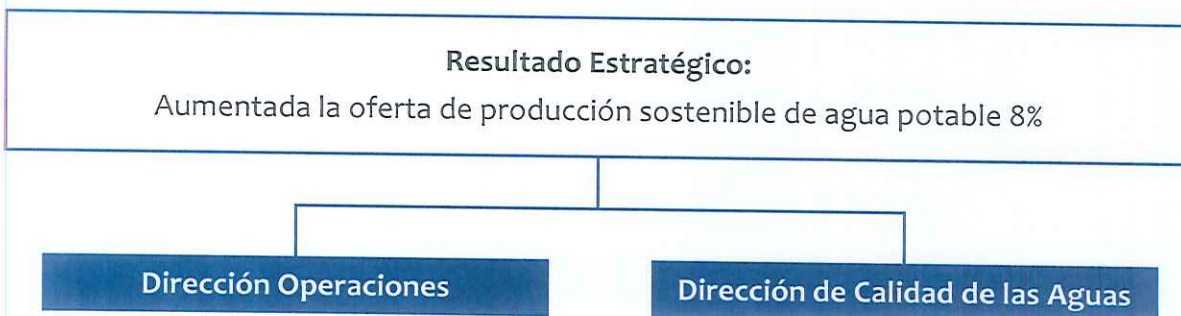 Resultado Estratégico:
Aumentada la oferta de producción sostenible de agua potable 8%
Dirección Operaciones
Dirección de Calidad de las Aguas